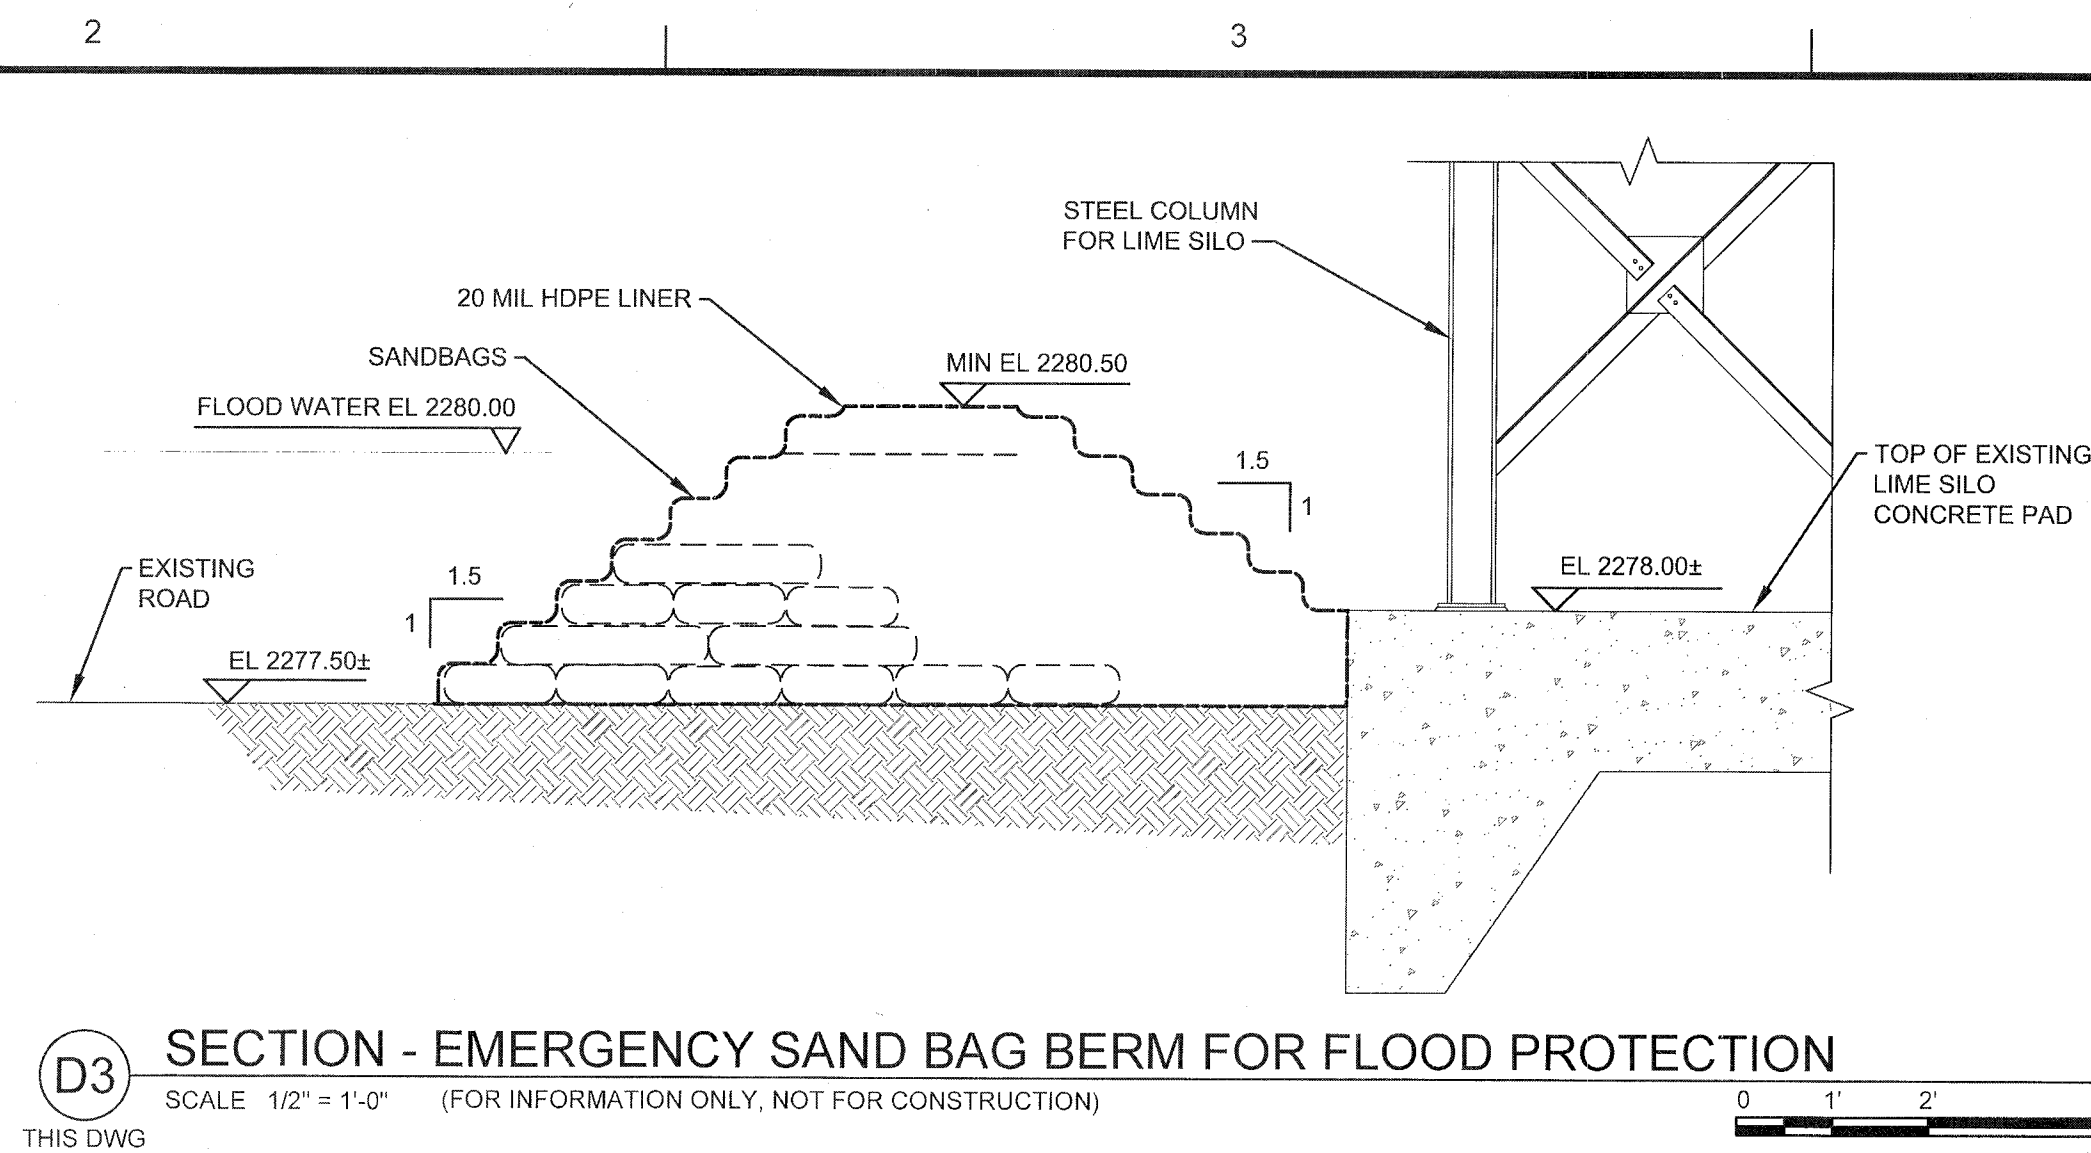 2
3
STEEL COLUMN
FOR LIME SILO
20 MIL HDPE LINER
SANDBAGS
MIN EL 2280.50
FLOOD WATER EL 2280.00
1.5
1
TOP OF EXISTING
LIME SILO
CONCRETE PAD
EXISTING
ROAD
1.5
1
EL 2278.00±
EL 2277.50±
D3
SECTION - EMERGENCY SAND BAG BERM FOR FLOOD PROTECTION
SCALE 1/2" = 1'-0" (FOR INFORMATION ONLY, NOT FOR CONSTRUCTION)
THIS DWG
0 1' 2'